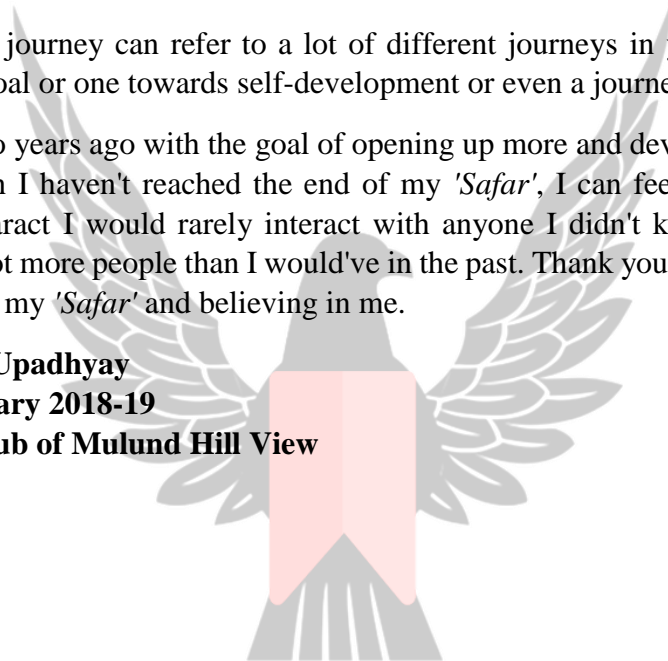 journey can refer to a lot of different journeys in
oal or one towards self-development or even a journe
o years ago with the goal of opening up more and dev
n I haven't reached the end of my 'Safar', I can fee
aract I would rarely interact with anyone I didn't k
ot more people than I would've in the past. Thank you
my 'Safar' and believing in me.
Upadhyay
ary 2018-19
ub of Mulund Hill View